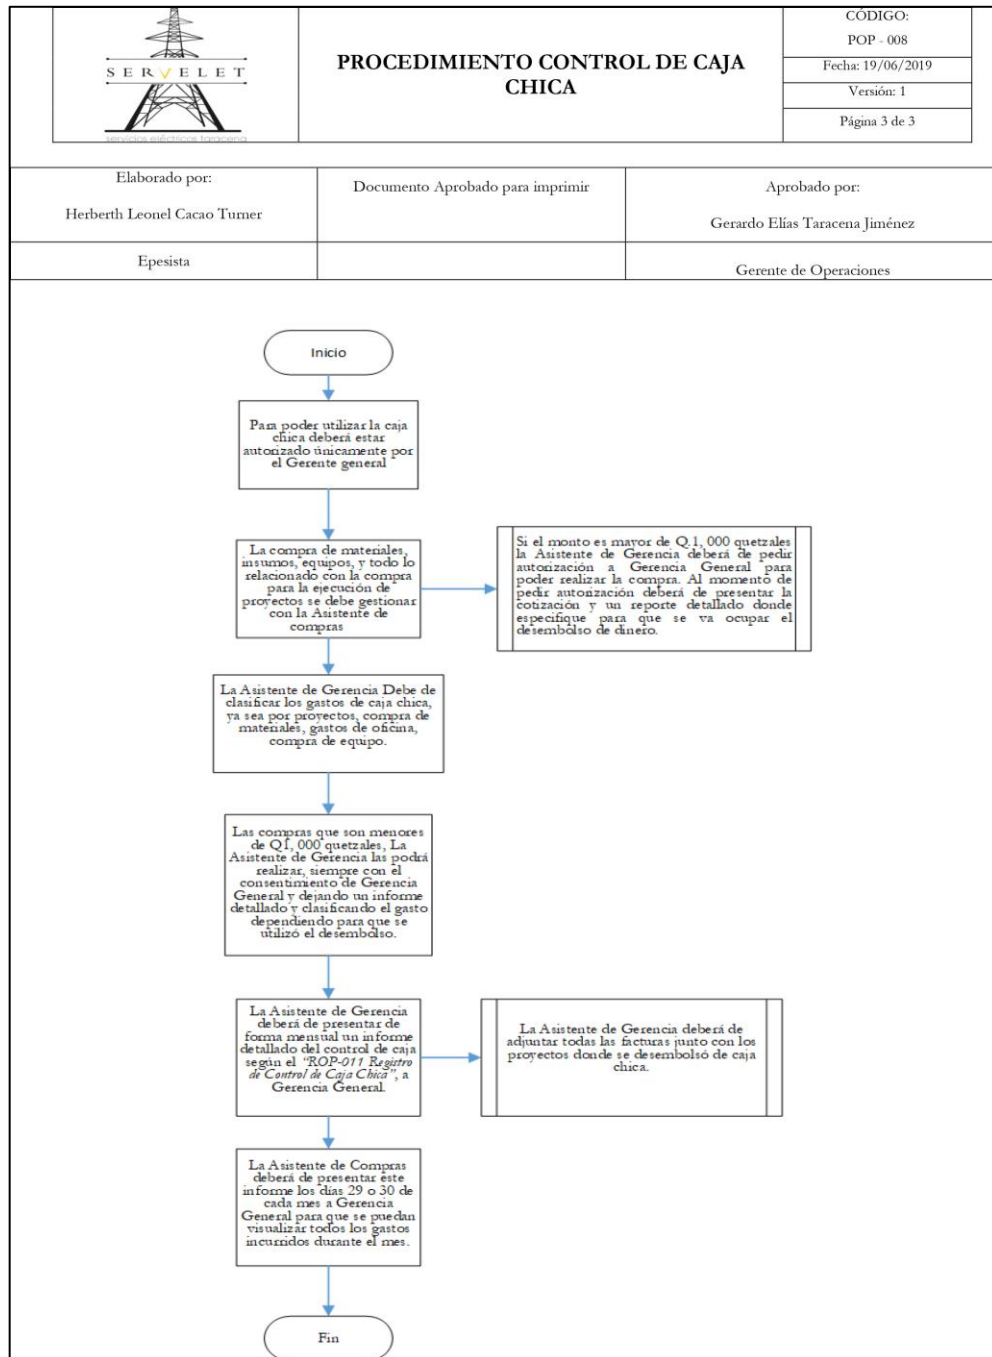 SERVELET
servicios eléctricos taracena
PROCEDIMIENTO CONTROL DE CAJA
CHICA
CÓDIGO:
POP - 008
Fecha: 19/06/2019
Versión: 1
Página 3 de 3
Elaborado por:
Herberth Leonel Cacao Turner
Documento Aprobado para imprimir
Aprobado por:
Gerardo Elías Taracena Jiménez
Epesista
Gerente de Operaciones
Inicio
Para poder utilizar la caja
chica deberá estar
autorizado únicamente por
el Gerente general
La compra de materiales,
insumos, equipos, y todo lo
relacionado con la compra
para la ejecución de
proyectos se debe gestionar
con la Asistente de
compras
Si el monto es mayor de Q.1, 000 quetzales
la Asistente de Gerencia deberá de pedir
autorización a Gerencia General para
poder realizar la compra. Al momento de
pedir autorización deberá de presentar la
cotización y un reporte detallado donde
especifique para que se va ocupar el
desembolso de dinero.
La Asistente de Gerencia Debe de
clasificar los gastos de caja chica,
ya sea por proyectos, compra de
materiales, gastos de oficina,
compra de equipo.
Las compras que son menores
de Q1, 000 quetzales, La
Asistente de Gerencia las podrá
realizar, siempre con el
consentimiento de Gerencia
General y dejando un informe
detallado y clasificando el gasto
dependiendo para que se
utilizó el desembolso.
La Asistente de Gerencia
deberá de presentar de
forma mensual un informe
detallado del control de caja
según el "ROP-011 Registro
de Control de Caja Chica", a
Gerencia General.
La Asistente de Gerencia deberá de
adjuntar todas las facturas junto con los
proyectos donde se desembolsó de caja
chica.
La Asistente de Compras
deberá de presentar este
informe los días 29 o 30 de
cada mes a Gerencia
General para que se puedan
visualizar todos los gastos
incurridos durante el mes.
Fin